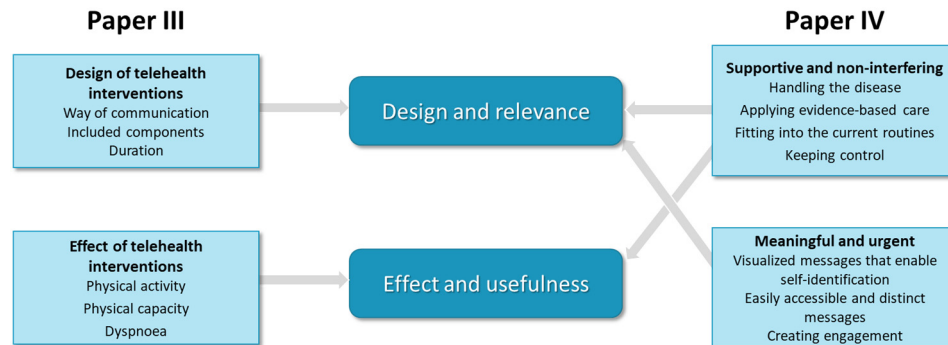 Paper III
Design of telehealth
interventions
Way of communication
Included components
Duration
Effect of telehealth
interventions
Physical activity
Physical capacity
Dyspnoea
Design and relevance
Effect and usefulness
Paper IV
Supportive and non-interfering
Handling the disease
Applying evidence-based care
Fitting into the current routines
Keeping control
Meaningful and urgent
Visualized messages that enable
self-identification
Easily accessible and distinct
messages
Creating engagement